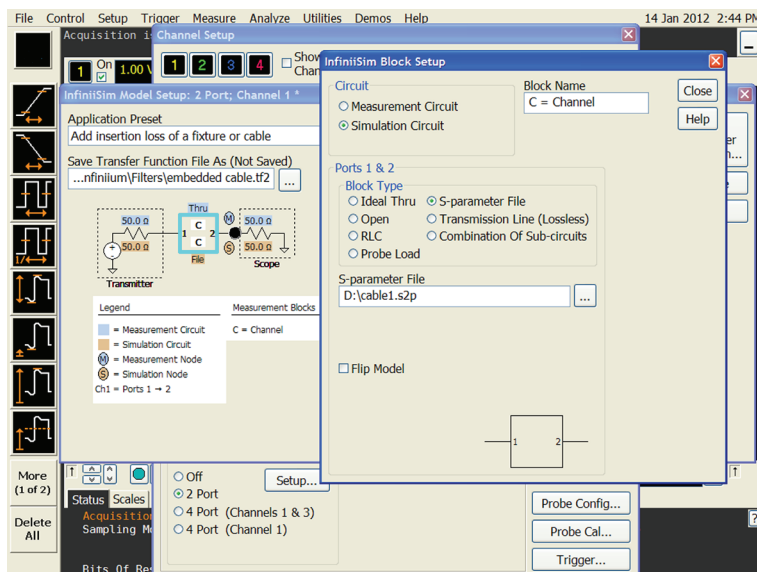 File Control Setup Trigger Measure Analyze Utilities Demos Help 14 Jan 2012 2:44 PM
Acquisition i
Channel Setup
1 On 1.00 V
1 2 3 4
Show
Chan
InfiniiSim Model Setup: 2 Port; Channel 1 *
Application Preset
Add insertion loss of a fixture or cable
Save Transfer Function File As (Not Saved)
...nfiniium\Filters\embedded cable.tf2 ...
Thru
50.0 Ω C M 50.0 Ω
1 2
50.0 Ω C S 50.0 Ω
File
Scope
Transmitter
Legend Measurement Blocks
= Measurement Circuit C = Channel
= Simulation Circuit
M = Measurement Node
S = Simulation Node
Ch1 = Ports 1 → 2
InfiniiSim Block Setup
Circuit
Measurement Circuit
Simulation Circuit
Block Name
C = Channel
Close
Help
Ports 1 & 2
Block Type
Ideal Thru S-parameter File
Open Transmission Line (Lossless)
RLC Combination Of Sub-circuits
Probe Load
S-parameter File
D:\cable1.s2p ...
Flip Model
1 2
er
n...
e
1/
More
(1 of 2)
Delete
All
Status Scales
Acquisition
Sampling Mo
Bits Of Res
Off
2 Port
4 Port (Channels 1 & 3)
4 Port (Channel 1)
Setup...
Probe Config...
Probe Cal...
Trigger...
?